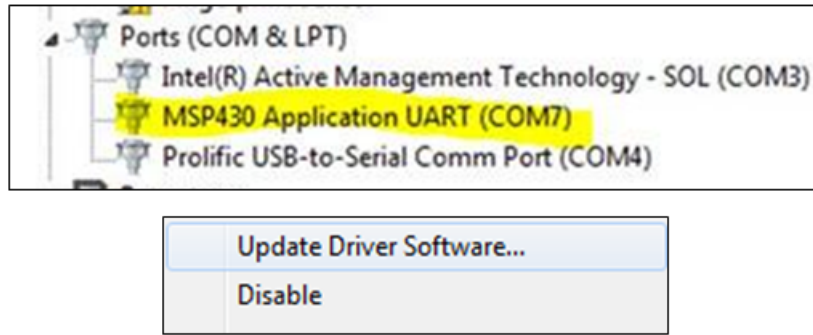 Ports (COM & LPT)
Intel(R) Active Management Technology - SOL (COM3)
MSP430 Application UART (COM7)
Prolific USB-to-Serial Comm Port (COM4)
Update Driver Software...
Disable